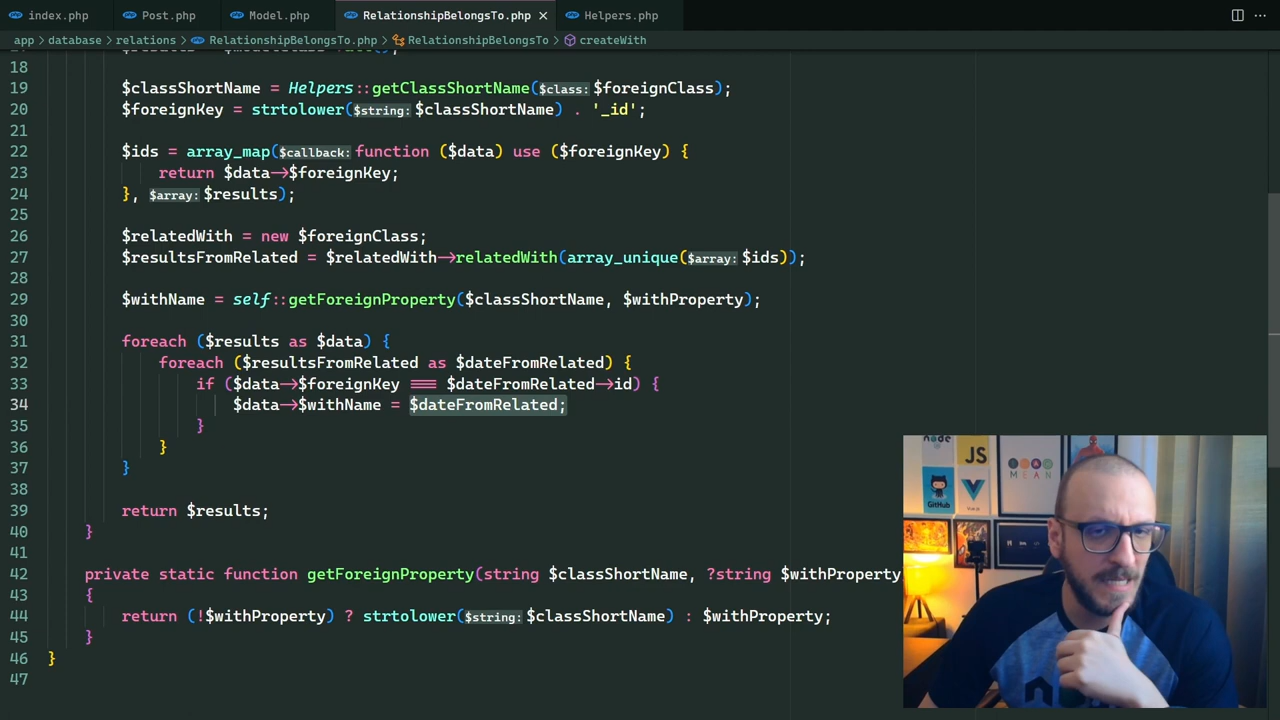 index.php Post.php Model.php RelationshipBelongsTo.php × Helpers.php
app > database > relations > RelationshipBelongsTo.php > RelationshipBelongsTo > createWith
18
19 $classShortName = Helpers::getClassShortName($class: $foreignClass);
20 $foreignKey = strtolower($string: $classShortName) . '_id';
21
22 $ids = array_map($callback: function ($data) use ($foreignKey) {
23 return $data->$foreignKey;
24 }, $array: $results);
25
26 $relatedWith = new $foreignClass;
27 $resultsFromRelated = $relatedWith->relatedWith(array_unique($array: $ids));
28
29 $withName = self::getForeignProperty($classShortName, $withProperty);
30
31 foreach ($results as $data) {
32 foreach ($resultsFromRelated as $dateFromRelated) {
33 if ($data->$foreignKey === $dateFromRelated->id) {
34 $data->$withName = $dateFromRelated;
35 }
36 }
37 }
38
39 return $results;
40 }
41
42 private static function getForeignProperty(string $classShortName, ?string $withProperty
43 {
44 return (!$withProperty) ? strtolower($string: $classShortName) : $withProperty;
45 }
46 }
47
node
JS
MEAN
GitHub